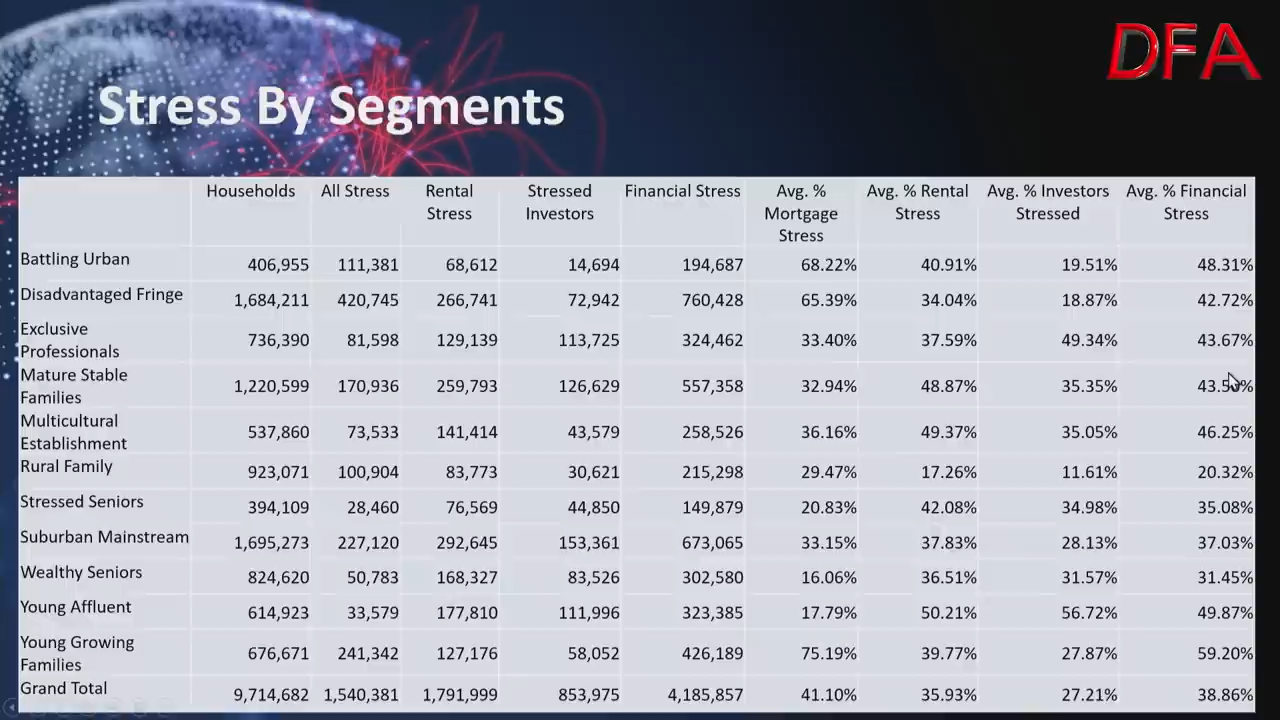 DFA
Stress By Segments
Households All Stress Rental Stress Stressed Investors Financial Stress Avg. % Mortgage Stress Avg. % Rental Stress Avg. % Investors Stressed Avg. % Financial Stress
Battling Urban 406,955 111,381 68,612 14,694 194,687 68.22% 40.91% 19.51% 48.31%
Disadvantaged Fringe 1,684,211 420,745 266,741 72,942 760,428 65.39% 34.04% 18.87% 42.72%
Exclusive Professionals 736,390 81,598 129,139 113,725 324,462 33.40% 37.59% 49.34% 43.67%
Mature Stable Families 1,220,599 170,936 259,793 126,629 557,358 32.94% 48.87% 35.35%
Multicultural Establishment 537,860 73,533 141,414 43,579 258,526 36.16% 49.37% 35.05% 46.25%
Rural Family 923,071 100,904 83,773 30,621 215,298 29.47% 17.26% 11.61% 20.32%
Stressed Seniors 394,109 28,460 76,569 44,850 149,879 20.83% 42.08% 34.98% 35.08%
Suburban Mainstream 1,695,273 227,120 292,645 153,361 673,065 33.15% 37.83% 28.13% 37.03%
Wealthy Seniors 824,620 50,783 168,327 83,526 302,580 16.06% 36.51% 31.57% 31.45%
Young Affluent 614,923 33,579 177,810 111,996 323,385 17.79% 50.21% 56.72% 49.87%
Young Growing Families 676,671 241,342 127,176 58,052 426,189 75.19% 39.77% 27.87% 59.20%
Grand Total 9,714,682 1,540,381 1,791,999 853,975 4,185,857 41.10% 35.93% 27.21% 38.86%